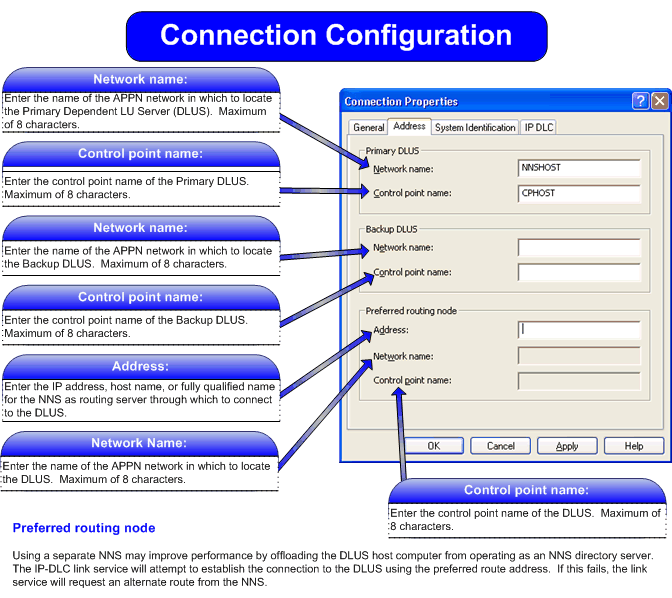 Connection Configuration
Network name:
Enter the name of the APPN network in which to locate
the Primary Dependent LU Server (DLUS).  Maximum
of 8 characters.
Control point name:
Enter the control point name of the Primary DLUS.
Maximum of 8 characters.
Network name:
Enter the name of the APPN network in which to locate
the Backup DLUS.  Maximum of 8 characters.
Control point name:
Enter the control point name of the Backup DLUS.
Maximum of 8 characters.
Address:
Enter the IP address, host name, or fully qualified name
for the NNS as routing server through which to connect
to the DLUS.
Network Name:
Enter the name of the APPN network in which to locate
the DLUS.  Maximum of 8 characters.
Connection Properties
General Address System Identification IP DLC
Primary DLUS
Network name: NNSHOST
Control point name: CPHOST
Backup DLUS
Network name:
Control point name:
Preferred routing node
Address:
Network name:
Control point name:
OK Cancel Apply Help
Control point name:
Enter the control point name of the DLUS.  Maximum of
8 characters.
Preferred routing node
Using a separate NNS may improve performance by offloading the DLUS host computer from operating as an NNS directory server.
The IP-DLC link service will attempt to establish the connection to the DLUS using the preferred route address.  If this fails, the link
service will request an alternate route from the NNS.